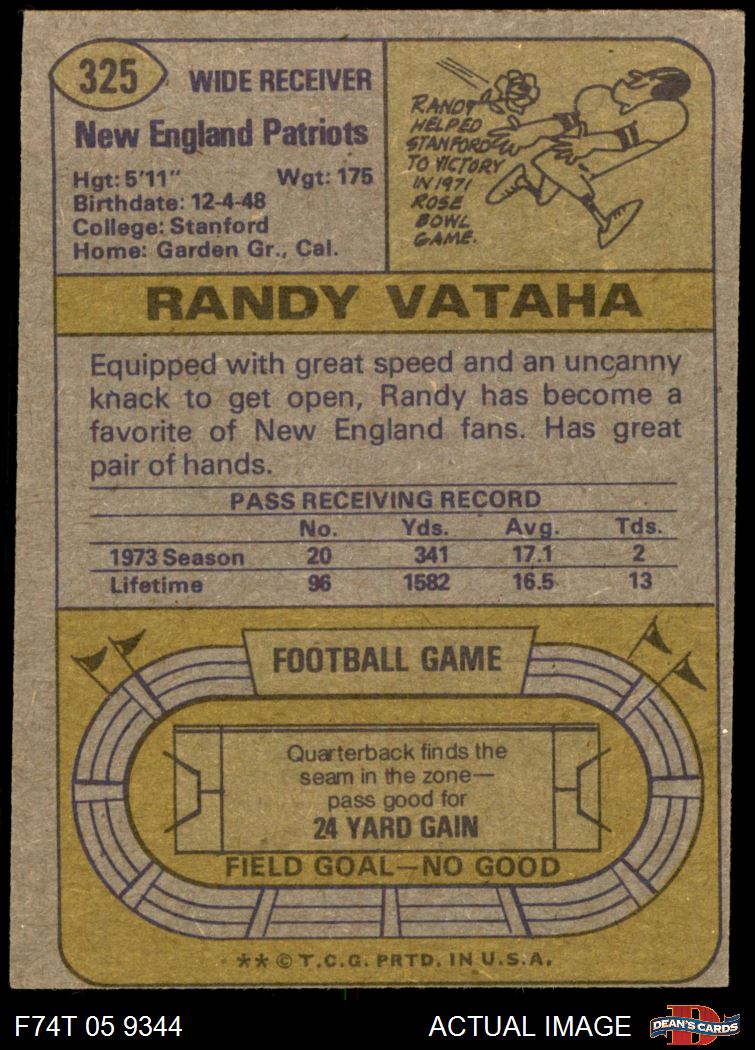 325
WIDE RECEIVER
New England Patriots
Hgt: 5'11" Wgt: 175
Birthdate: 12-4-48
College: Stanford
Home: Garden Gr., Cal.
RANDY
HELPED
STANFORD
TO VICTORY
IN 1971
ROSE
BOWL
GAME.
RANDY VATAHA
Equipped with great speed and an uncanny
knack to get open, Randy has become a
favorite of New England fans. Has great
pair of hands.
PASS RECEIVING RECORD
No. Yds. Avg. Tds.
1973 Season 20 341 17.1 2
Lifetime 96 1582 16.5 13
FOOTBALL GAME
Quarterback finds the
seam in the zone—
pass good for
24 YARD GAIN
FIELD GOAL—NO GOOD
** © T.C.G. PRTD. IN U.S.A.
F74T 05 9344
ACTUAL IMAGE
D
DEAN'S CARDS